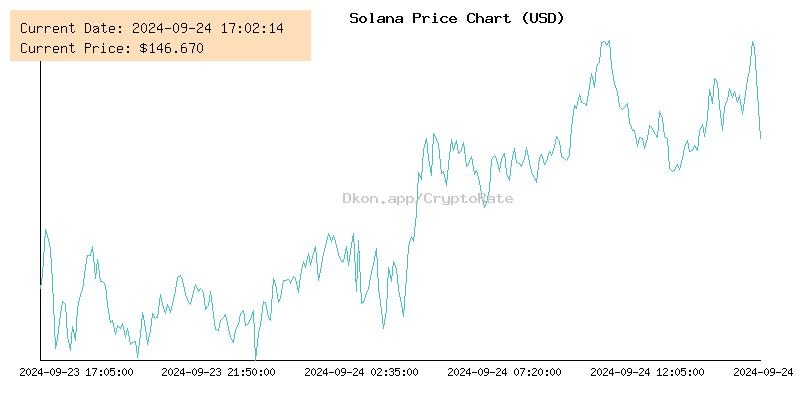 Solana Price Chart (USD)
Current Date: 2024-09-24 17:02:14
Current Price: $146.670
Dkon.app/CryptoRate
2024-09-23 17:05:00
2024-09-23 21:50:00
2024-09-24 02:35:00
2024-09-24 07:20:00
2024-09-24 12:05:00
2024-09-24